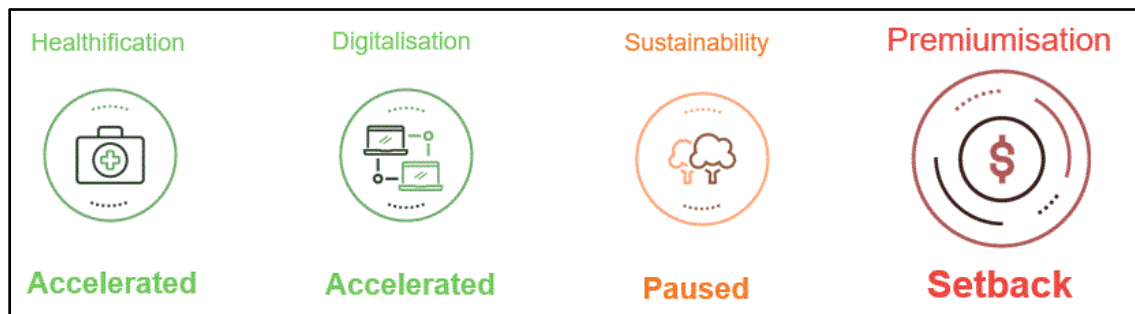 Healthification
Digitalisation
Sustainability
Premiumisation
$
Accelerated
Accelerated
Paused
Setback